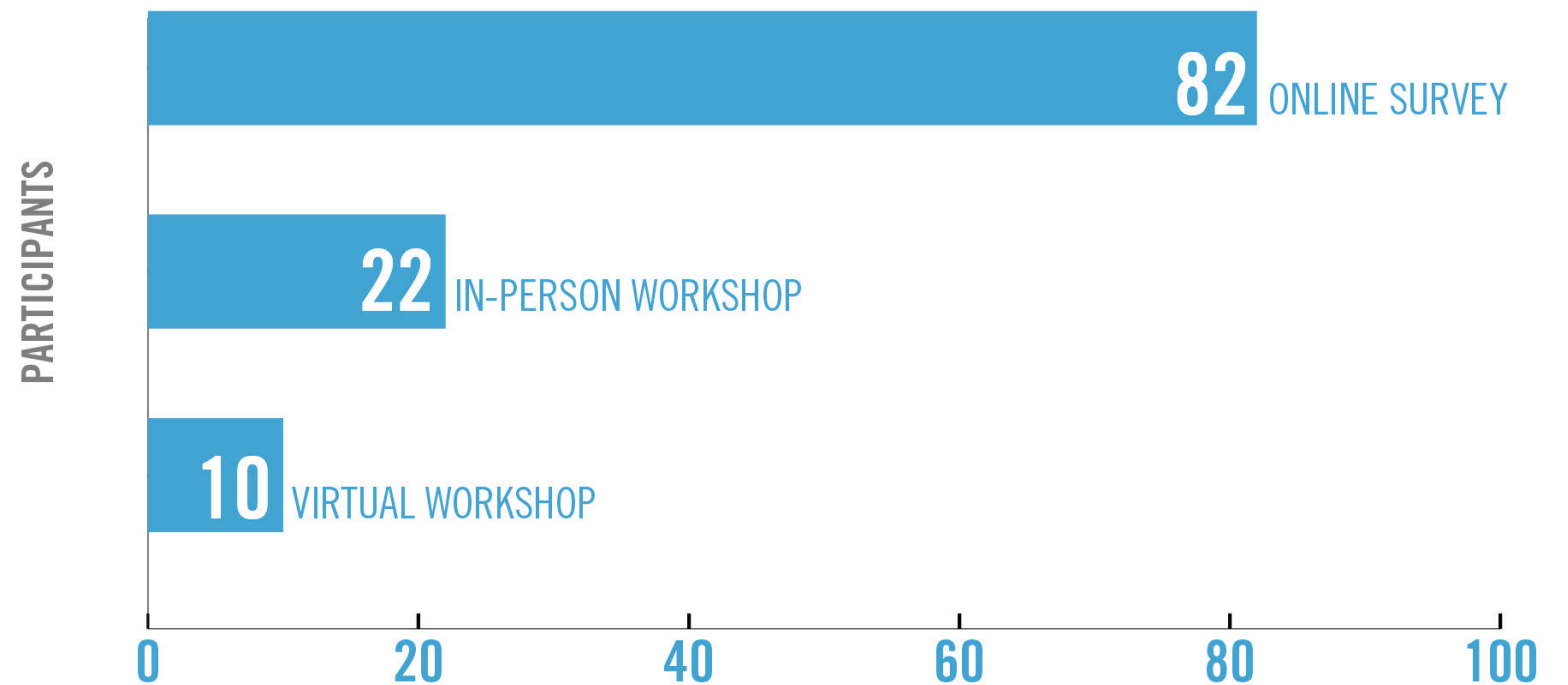 PARTICIPANTS
82 ONLINE SURVEY
22 IN-PERSON WORKSHOP
10 VIRTUAL WORKSHOP
0 20 40 60 80 100